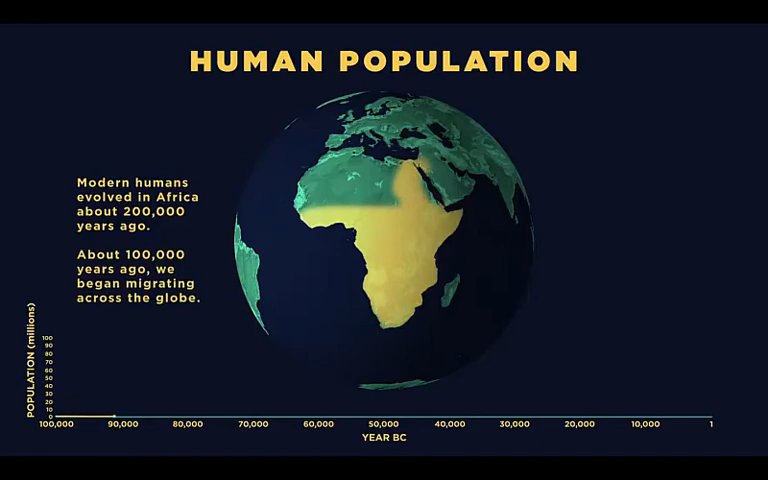 HUMAN POPULATION
Modern humans
evolved in Africa
about 200,000
years ago.
About 100,000
years ago, we
began migrating
across the globe.
POPULATION (millions)
100
90
80
70
60
50
40
30
20
10
0
100,000 90,000 80,000 70,000 60,000 50,000 40,000 30,000 20,000 10,000 1
YEAR BC